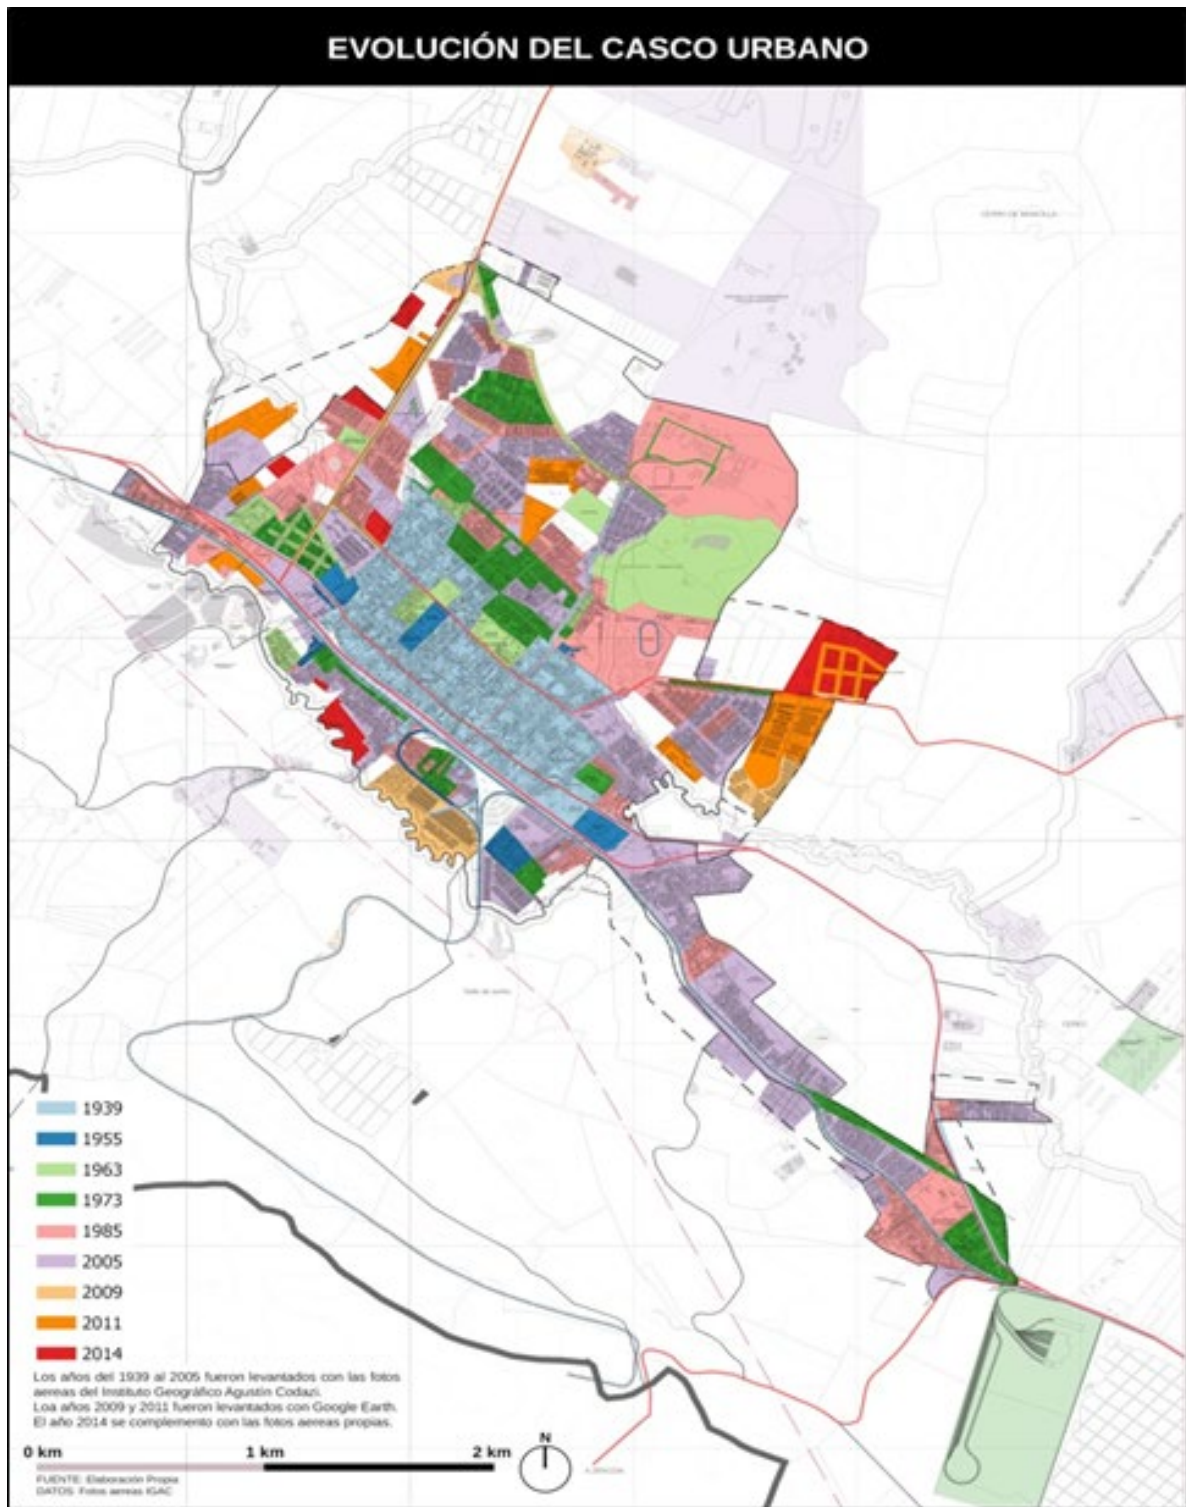 EVOLUCIÓN DEL CASCO URBANO
1939
1955
1963
1973
1985
2005
2009
2011
2014
Los años del 1939 al 2005 fueron levantados con las fotos
aereas del Instituto Geográfico Agustín Codazi.
Loa años 2009 y 2011 fueron levantados con Google Earth.
El año 2014 se complemento con las fotos aereas propias.
0 km 1 km 2 km
N
FUENTE: Elaboración Propia
DATOS: Fotos aereas IGAC